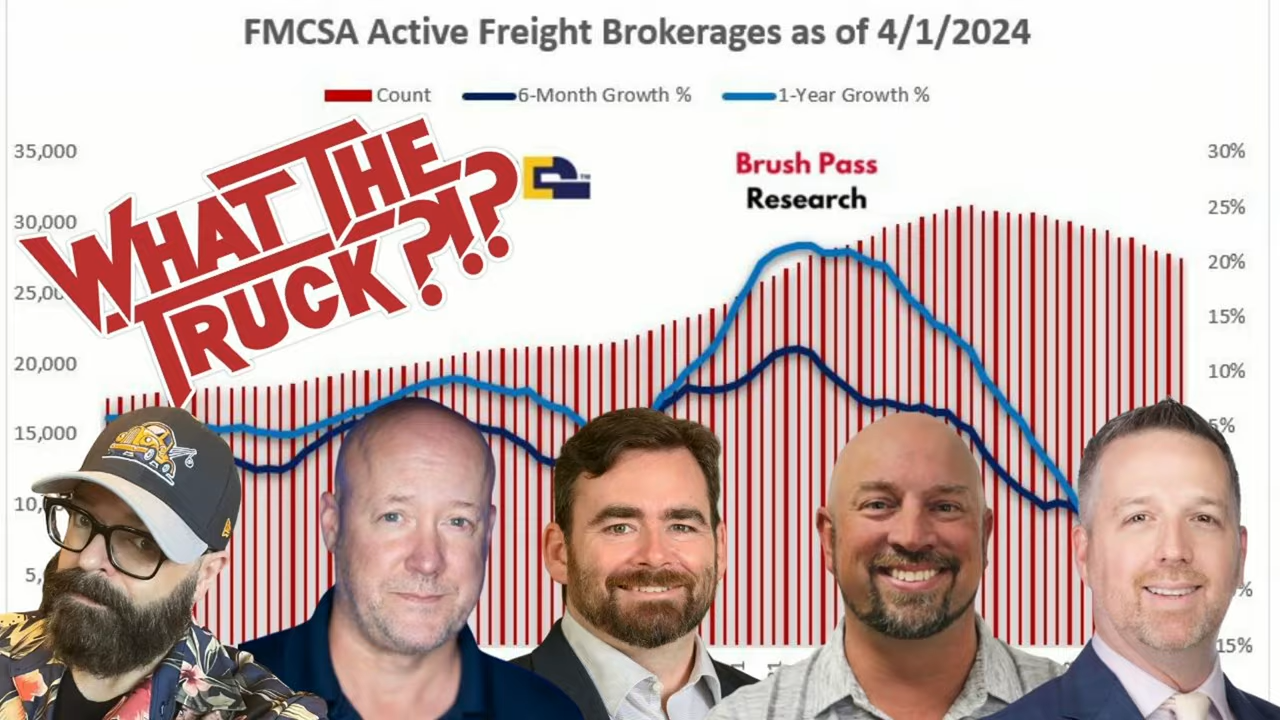 FMCSA Active Freight Brokerages as of 4/1/2024
Count 6-Month Growth % 1-Year Growth %
WHAT THE
TRUCK?!?
TM
Brush Pass
Research
35,000
30,000
20,000
15,000
30%
25%
20%
15%
10%